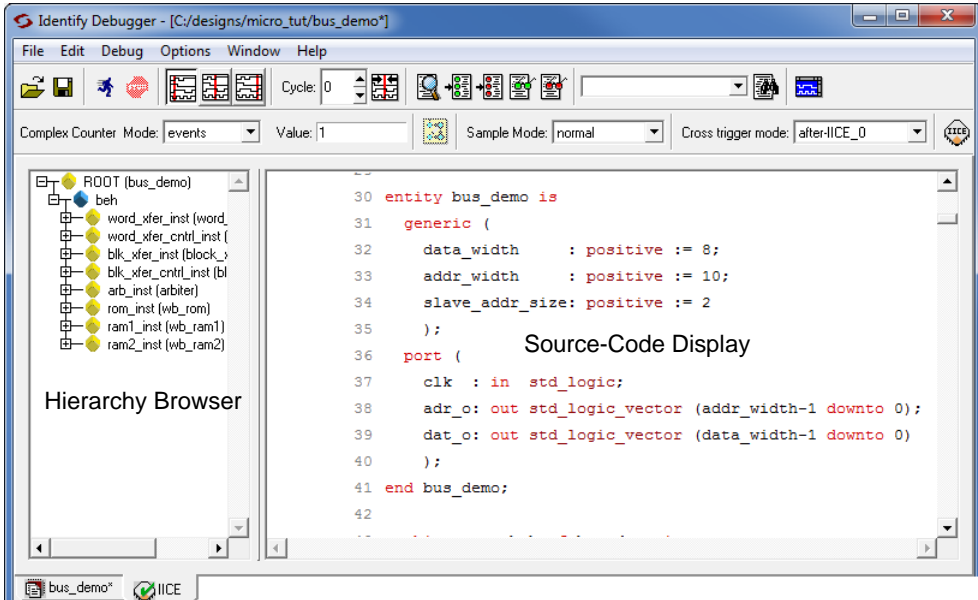 Identify Debugger - [C:/designs/micro_tut/bus_demo*]
File Edit Debug Options Window Help
Cycle: 0
Complex Counter Mode: events Value: 1 Sample Mode: normal Cross trigger mode: after-IICE_0 IICE
ROOT (bus_demo)
beh
word_xfer_inst (word_
word_xfer_cntrl_inst (
blk_xfer_inst (block_x
blk_xfer_cntrl_inst (bl
arb_inst (arbiter)
rom_inst (wb_rom)
ram1_inst (wb_ram1)
ram2_inst (wb_ram2)
Hierarchy Browser
30 entity bus_demo is
31 generic (
32 data_width : positive := 8;
33 addr_width : positive := 10;
34 slave_addr_size: positive := 2
35 );
Source-Code Display
36 port (
37 clk : in std_logic;
38 adr_o: out std_logic_vector (addr_width-1 downto 0);
39 dat_o: out std_logic_vector (data_width-1 downto 0)
40 );
41 end bus_demo;
42
bus_demo* IICE